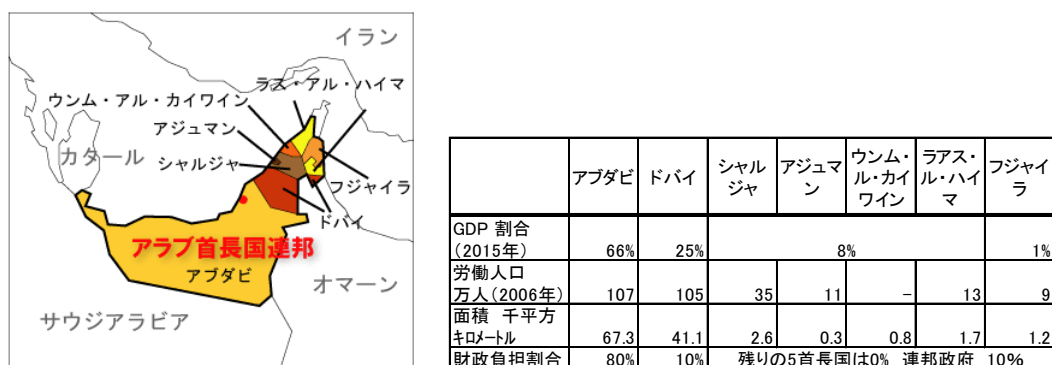 イラン
ラス・アル・ハイマ
ウンム・アル・カイワイン
アジュマン
カタール
シャルジャ
フジャイラ
ドバイ
アラブ首長国連邦
アブダビ
オマーン
サウジアラビア
アブダビ ドバイ シャルジャ アジュマン ウンム・ル・カイワイン ラアス・ル・ハイマ フジャイラ
GDP 割合
(2015年) 66% 25% 8% 1%
労働人口
万人(2006年) 107 105 35 11 － 13 9
面積 千平方
キロメートル 67.3 41.1 2.6 0.3 0.8 1.7 1.2
財政負担割合 80% 10% 残りの5首長国は0% 連邦政府 10％